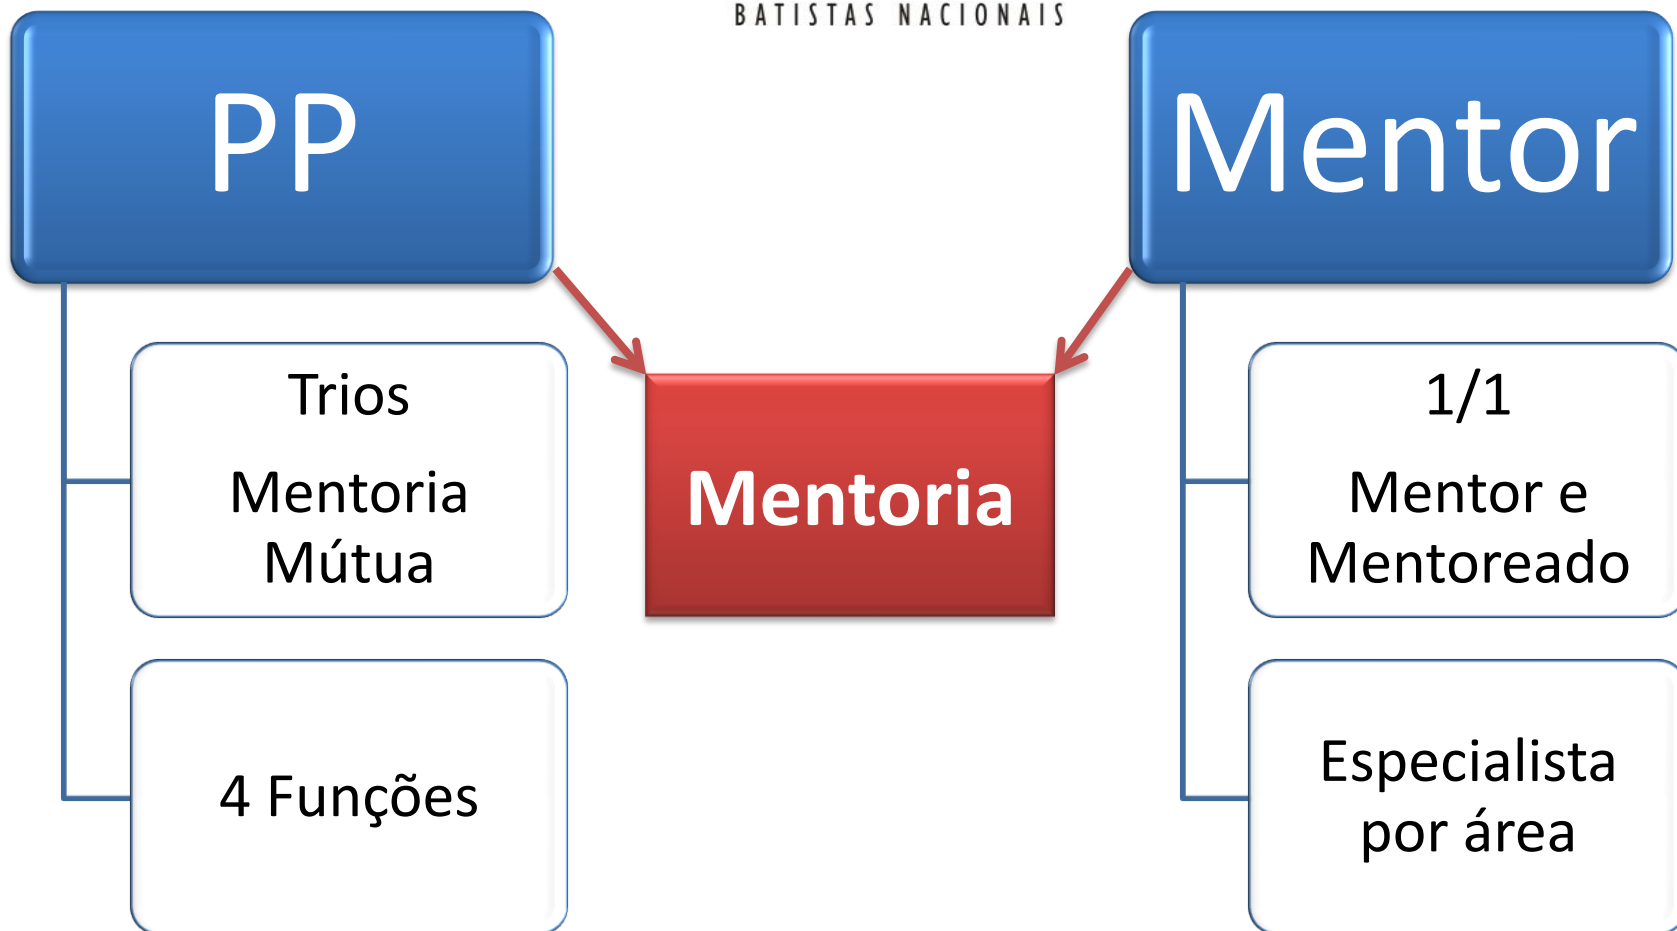 BATISTAS NACIONAIS
PP
Mentor
Trios
Mentoria
Mútua
4 Funções
Mentoria
1/1
Mentor e
Mentoreado
Especialista
por área